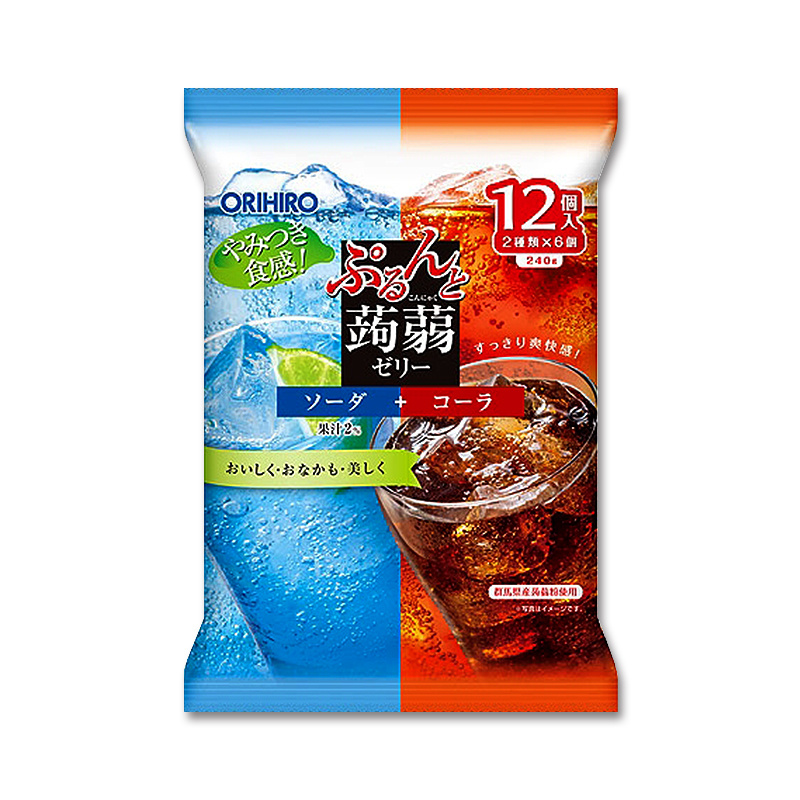 ORIHIRO
やみつき
食感!
12個入
2種類×6個
240g
ぷるんと
こんにゃく
蒟蒻
ゼリー
すっきり爽快感!
ソーダ + コーラ
果汁2%
おいしく・おなかも・美しく
群馬県産蒟蒻粉使用
※写真はイメージです。